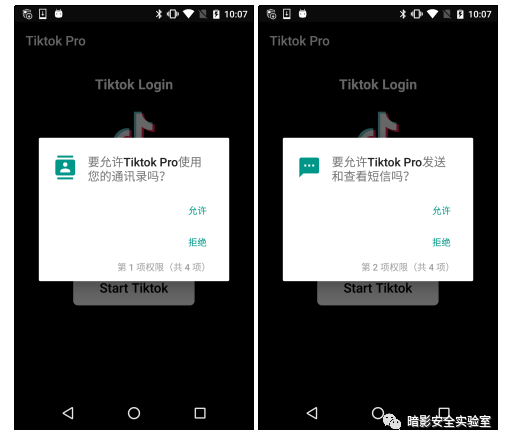 10:07
Tiktok Pro
Tiktok Login
要允许Tiktok Pro使用
您的通讯录吗?
允许
拒绝
第 1 项权限（共 4 项）
Start Tiktok
10:07
Tiktok Pro
Tiktok Login
要允许Tiktok Pro发送
和查看短信吗?
允许
拒绝
第 2 项权限（共 4 项）
Start Tiktok
暗影安全实验室